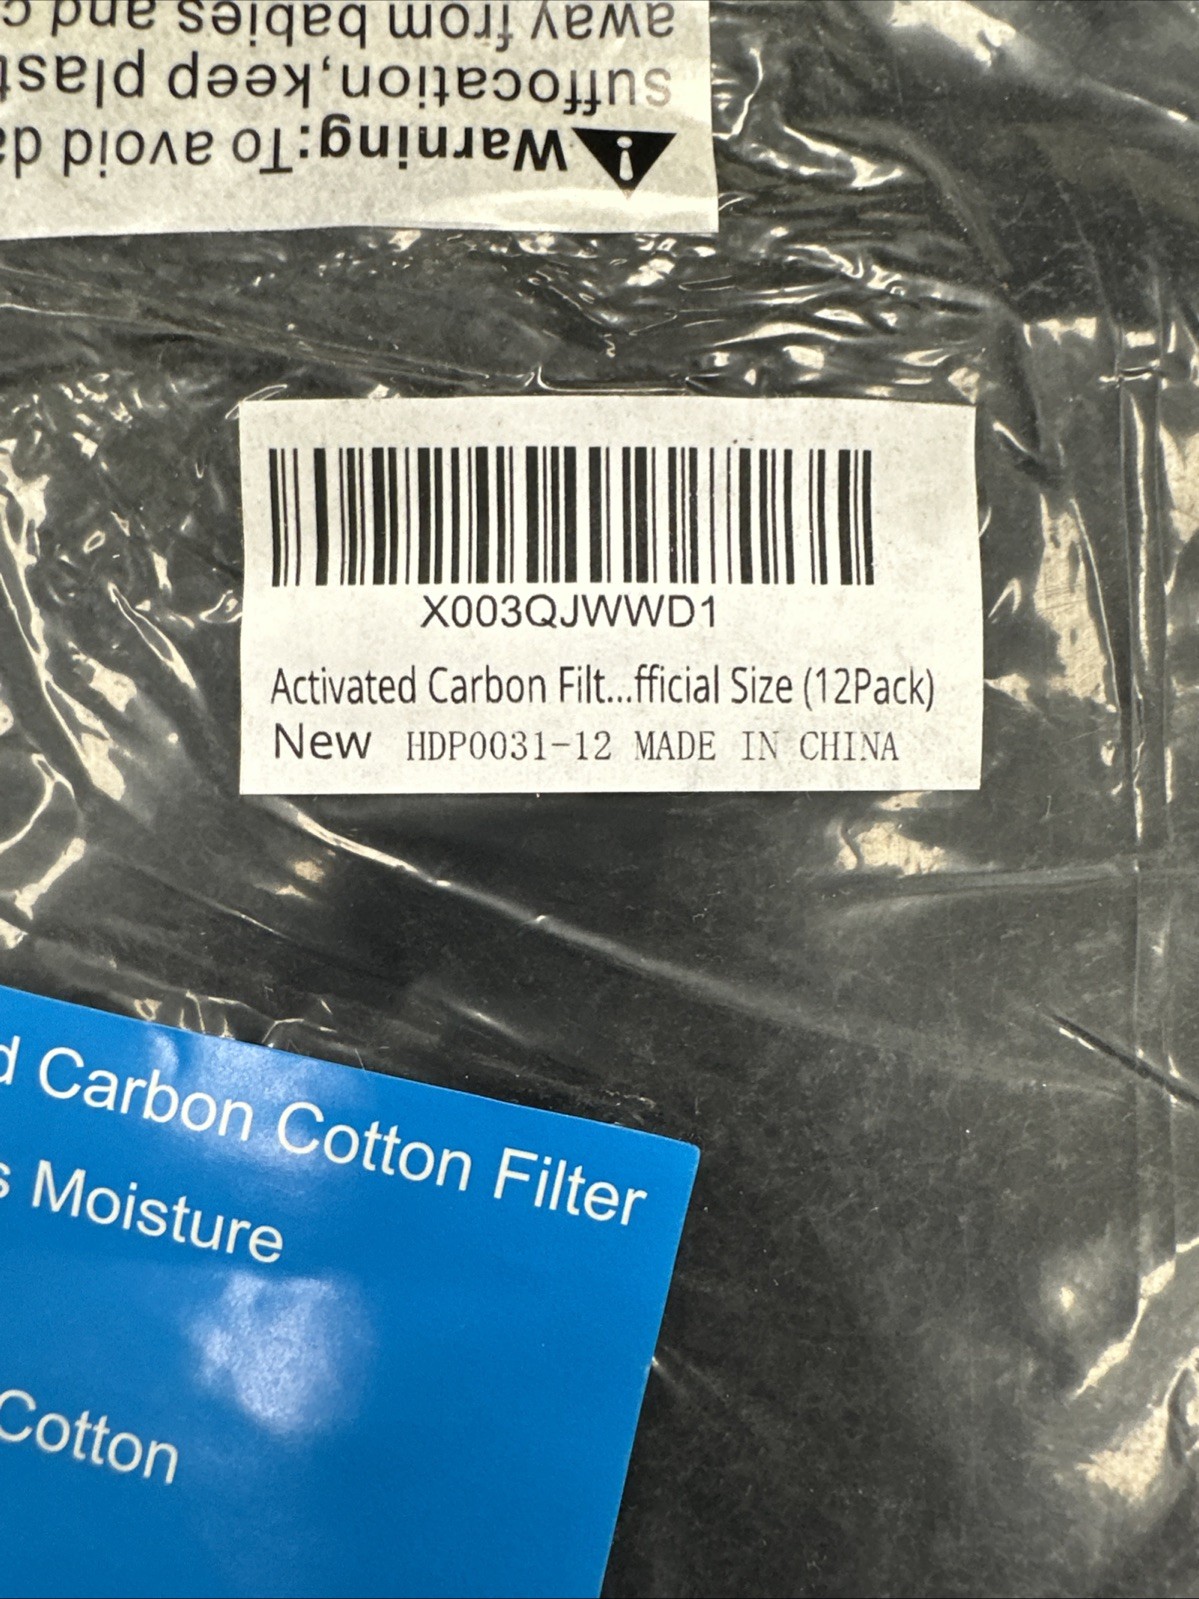 Warning:To avoid
suffocation,keep
away from babies and
X003QJWWD1
Activated Carbon Filt...fficial Size (12Pack)
New HDP0031-12 MADE IN CHINA
Carbon Cotton Filter
Moisture
Cotton